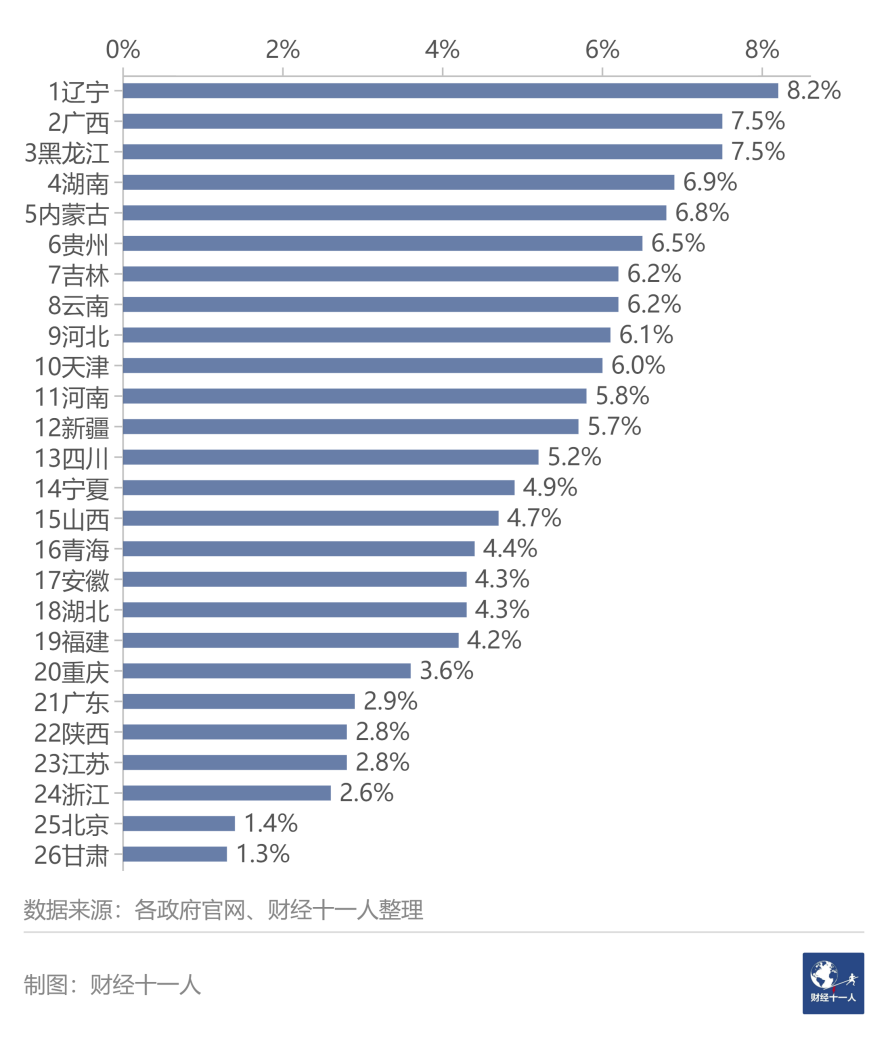 0% 2% 4% 6% 8%
1辽宁 8.2%
2广西 7.5%
3黑龙江 7.5%
4湖南 6.9%
5内蒙古 6.8%
6贵州 6.5%
7吉林 6.2%
8云南 6.2%
9河北 6.1%
10天津 6.0%
11河南 5.8%
12新疆 5.7%
13四川 5.2%
14宁夏 4.9%
15山西 4.7%
16青海 4.4%
17安徽 4.3%
18湖北 4.3%
19福建 4.2%
20重庆 3.6%
21广东 2.9%
22陕西 2.8%
23江苏 2.8%
24浙江 2.6%
25北京 1.4%
26甘肃 1.3%
数据来源：各政府官网、财经十一人整理
制图：财经十一人
财经十一人